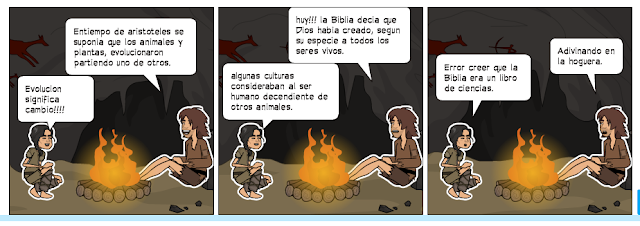 Entiempo de aristoteles se
suponia que los animales y
plantas, evolucionaron
partiendo uno de otros.
Evolucion
significa
cambio!!!!
huy!!! la Biblia decia que
Dios habia creado, segun
su especie a todos los
seres vivos.
algunas culturas
consideraban al ser
humano decendiente de
otros animales.
Error creer que la
Biblia era un libro
de ciencias.
Adivinando en
la hoguera.